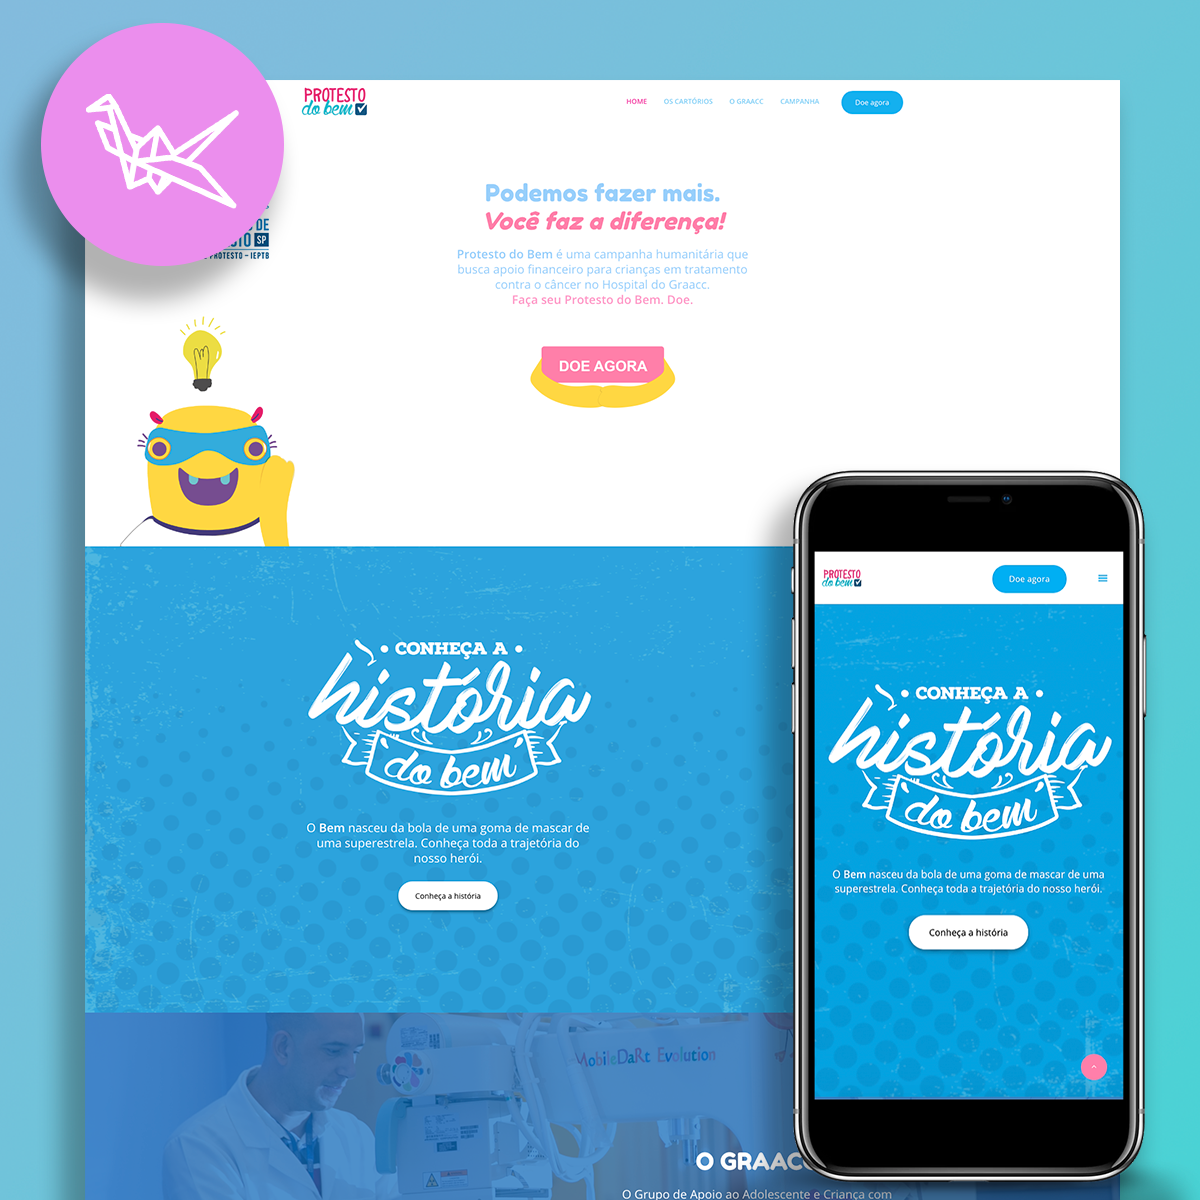 PROTESTO
do bem
HOME OS CARTÓRIOS O GRAACC CAMPANHA Doe agora
Podemos fazer mais.
Você faz a diferença!
DE
SP
PROTESTO – IEPTB
Protesto do Bem é uma campanha humanitária que
busca apoio financeiro para crianças em tratamento
contra o câncer no Hospital do Graacc.
Faça seu Protesto do Bem. Doe.
DOE AGORA
• CONHEÇA A •
história
do bem
O Bem nasceu da bola de uma goma de mascar de
uma superestrela. Conheça toda a trajetória do
nosso herói.
Conheça a história
MobileDaRt Evolution
O GRAACC
O Grupo de Apoio ao Adolescente e Criança com
PROTESTO
do bem
Doe agora
• CONHEÇA A •
história
do bem
O Bem nasceu da bola de uma goma de mascar de uma
superestrela. Conheça toda a trajetória do nosso herói.
Conheça a história